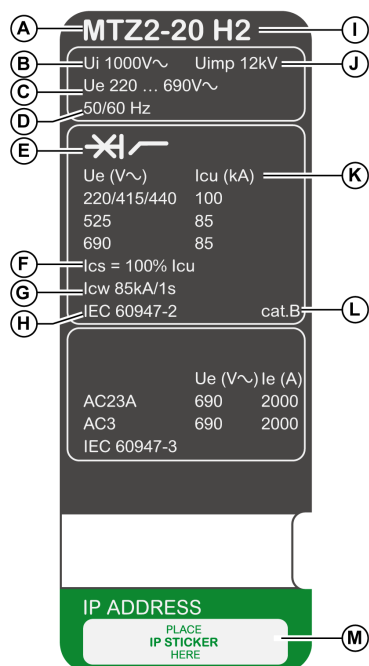 A MTZ2-20 H2 I
B Ui 1000V∿ Uimp 12kV J
C Ue 220 ... 690V∿
D 50/60 Hz
E
Ue (V∿) Icu (kA) K
220/415/440 100
525 85
690 85
F Ics = 100% Icu
G Icw 85kA/1s
H IEC 60947-2 cat.B L
Ue (V∿) Ie (A)
AC23A 690 2000
AC3 690 2000
IEC 60947-3
IP ADDRESS
PLACE
IP STICKER M
HERE